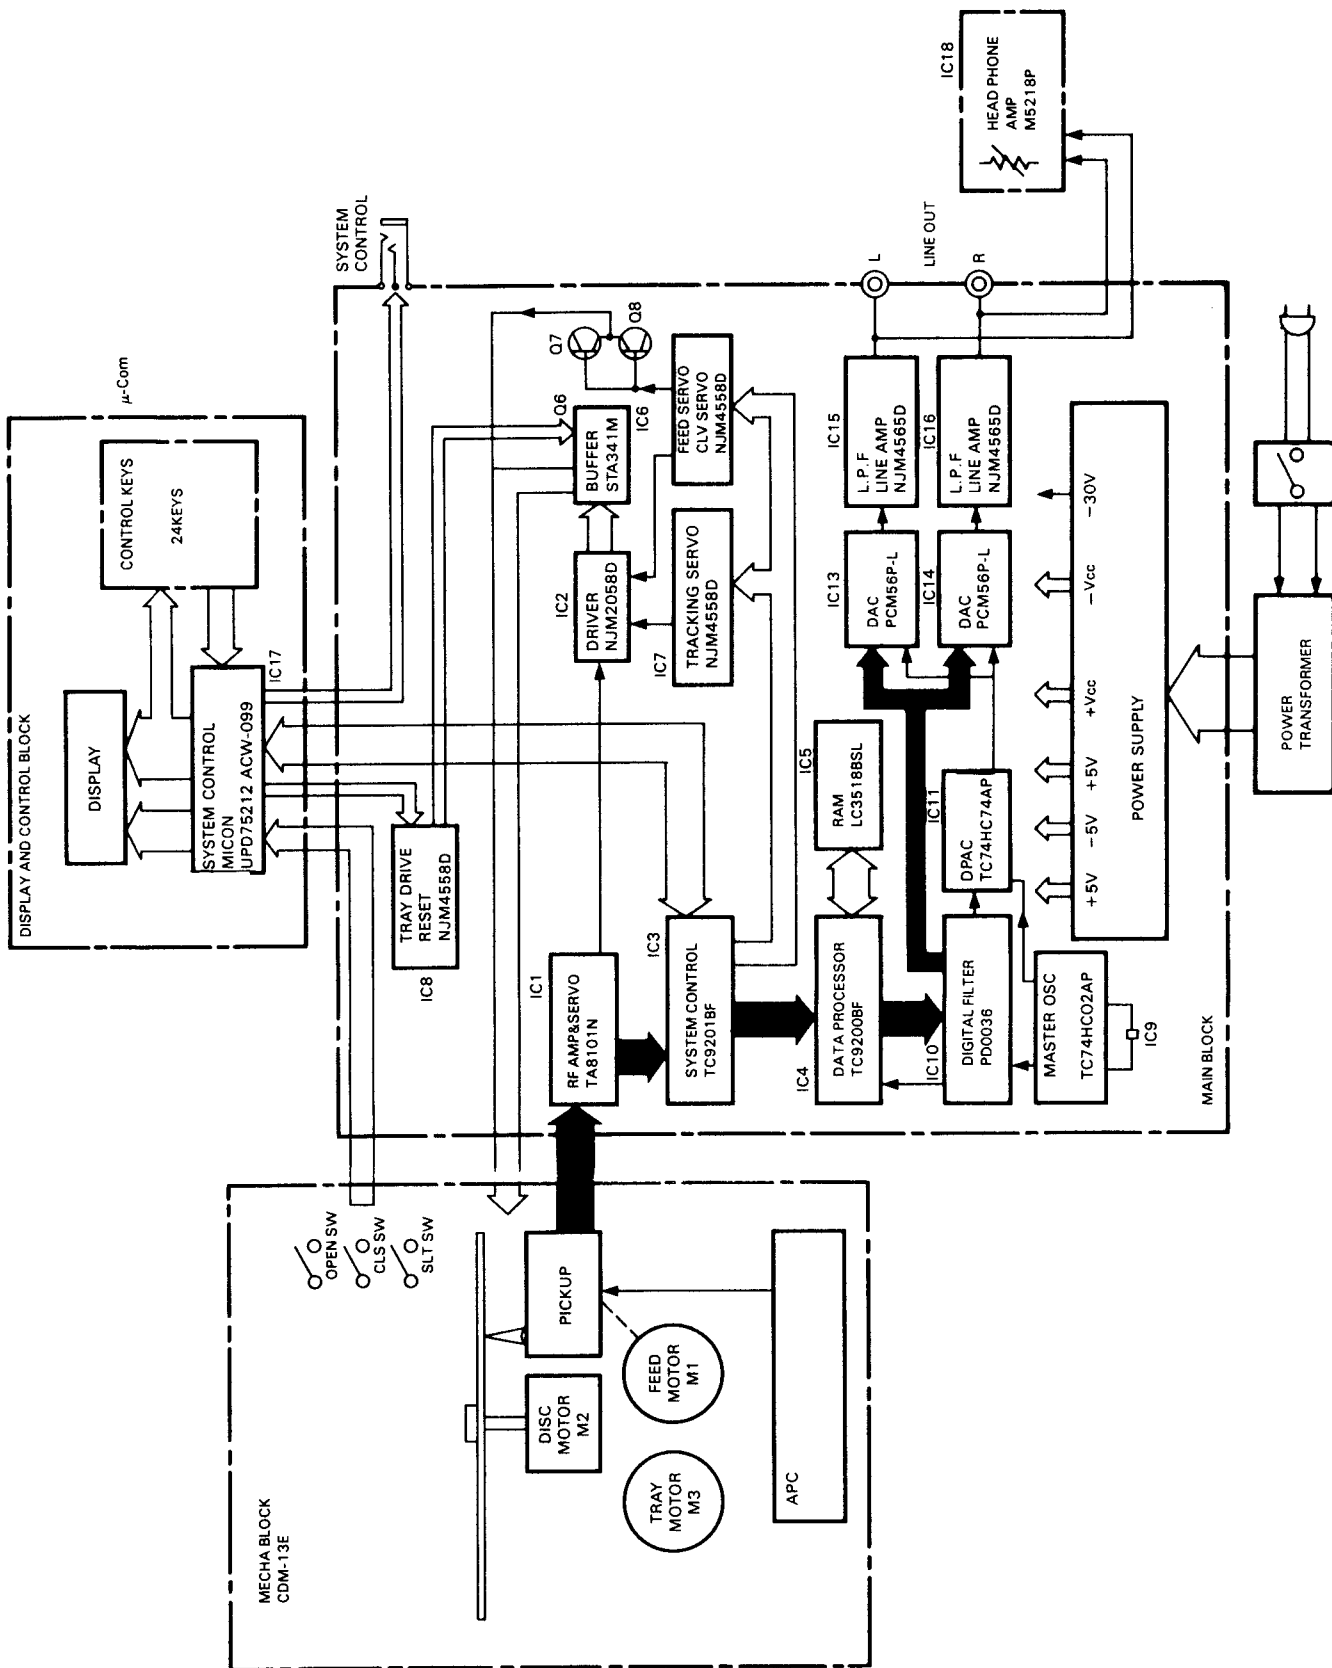 DISPLAY AND CONTROL BLOCK
DISPLAY
CONTROL KEYS
24KEYS
μ-Com
SYSTEM CONTROL
MICON
UPD75212 ACW-099
IC17
SYSTEM
CONTROL
MECHA BLOCK
CDM-13E
OPEN SW
CLS SW
SLT SW
PICKUP
DISC
MOTOR
M2
FEED
MOTOR
M1
TRAY
MOTOR
M3
APC
TRAY DRIVE
RESET
NJM4558D
IC8
IC1
RF AMP&SERVO
TA8101N
IC3
SYSTEM CONTROL
TC9201BF
IC4
DATA PROCESSOR
TC9200BF
IC5
RAM
LC3518BSL
IC10
DIGITAL FILTER
PD0036
IC11
DPAC
TC74HC74AP
MASTER OSC
TC74HC02AP
IC9
IC2
DRIVER
NJM2058D
Q6
BUFFER
STA341M
Q7
Q8
IC6
FEED SERVO
CLV SERVO
NJM4558D
IC7
TRACKING SERVO
NJM4558D
IC13
DAC
PCM56P-L
IC14
DAC
PCM56P-L
IC15
L.P.F
LINE AMP
NJM4565D
IC16
L.P.F
LINE AMP
NJM4565D
L
LINE OUT
R
IC18
HEAD PHONE
AMP
M5218P
+5V
-5V
+5V
+Vcc
-Vcc
-30V
POWER SUPPLY
MAIN BLOCK
POWER
TRANSFORMER